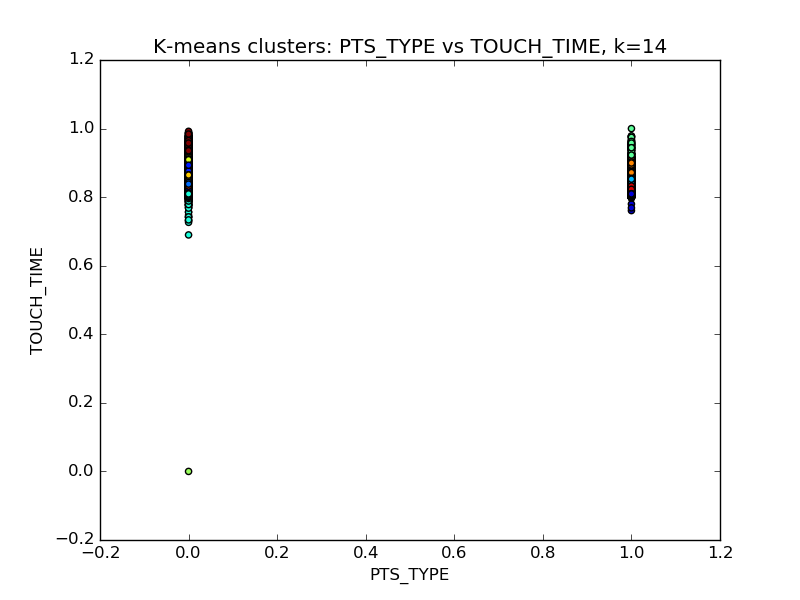 K-means clusters: PTS_TYPE vs TOUCH_TIME, k=14
1.2
1.0
0.8
0.6
0.4
0.2
0.0
−0.2
TOUCH_TIME
−0.2 0.0 0.2 0.4 0.6 0.8 1.0 1.2
PTS_TYPE